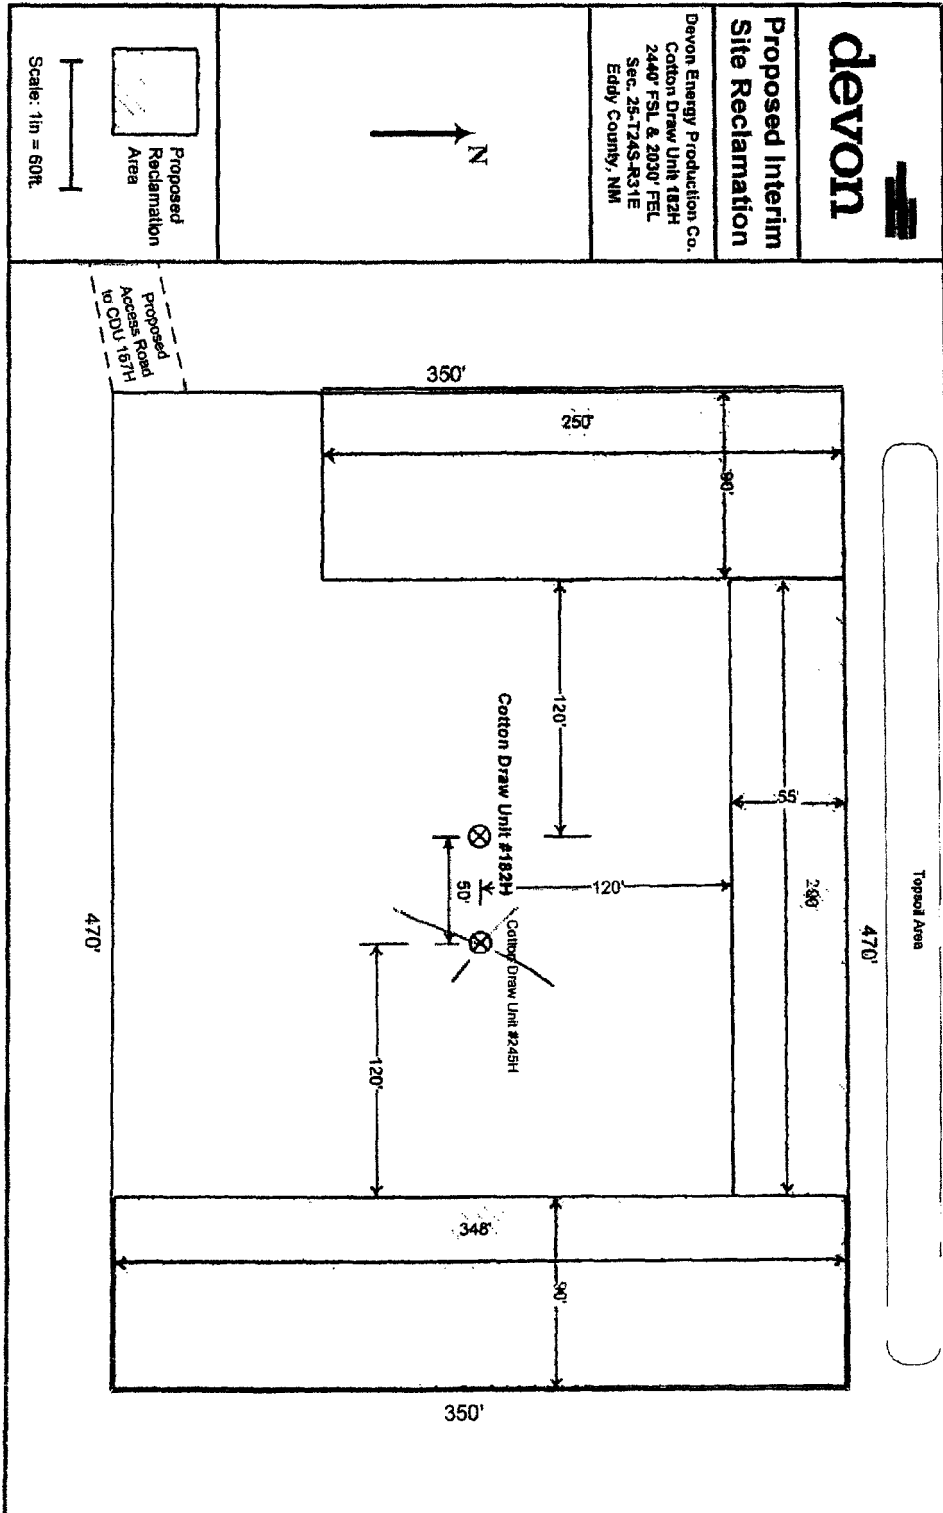 devon
Proposed Interim
Site Reclamation
Devon Energy Production Co.
Cotton Draw Unit 182H
2440' FSL & 2030' FEL
Sec. 25-T24S-R31E
Eddy County, NM
N
Proposed
Reclamation
Area
Scale: 1in = 60ft.
Topsoil Area
470'
350'
250'
90'
55'
120'
120'
Cotton Draw Unit #182H
50'
Cotton Draw Unit #245H
120'
348'
90'
350'
470'
Proposed
Access Road
to CDU 167H